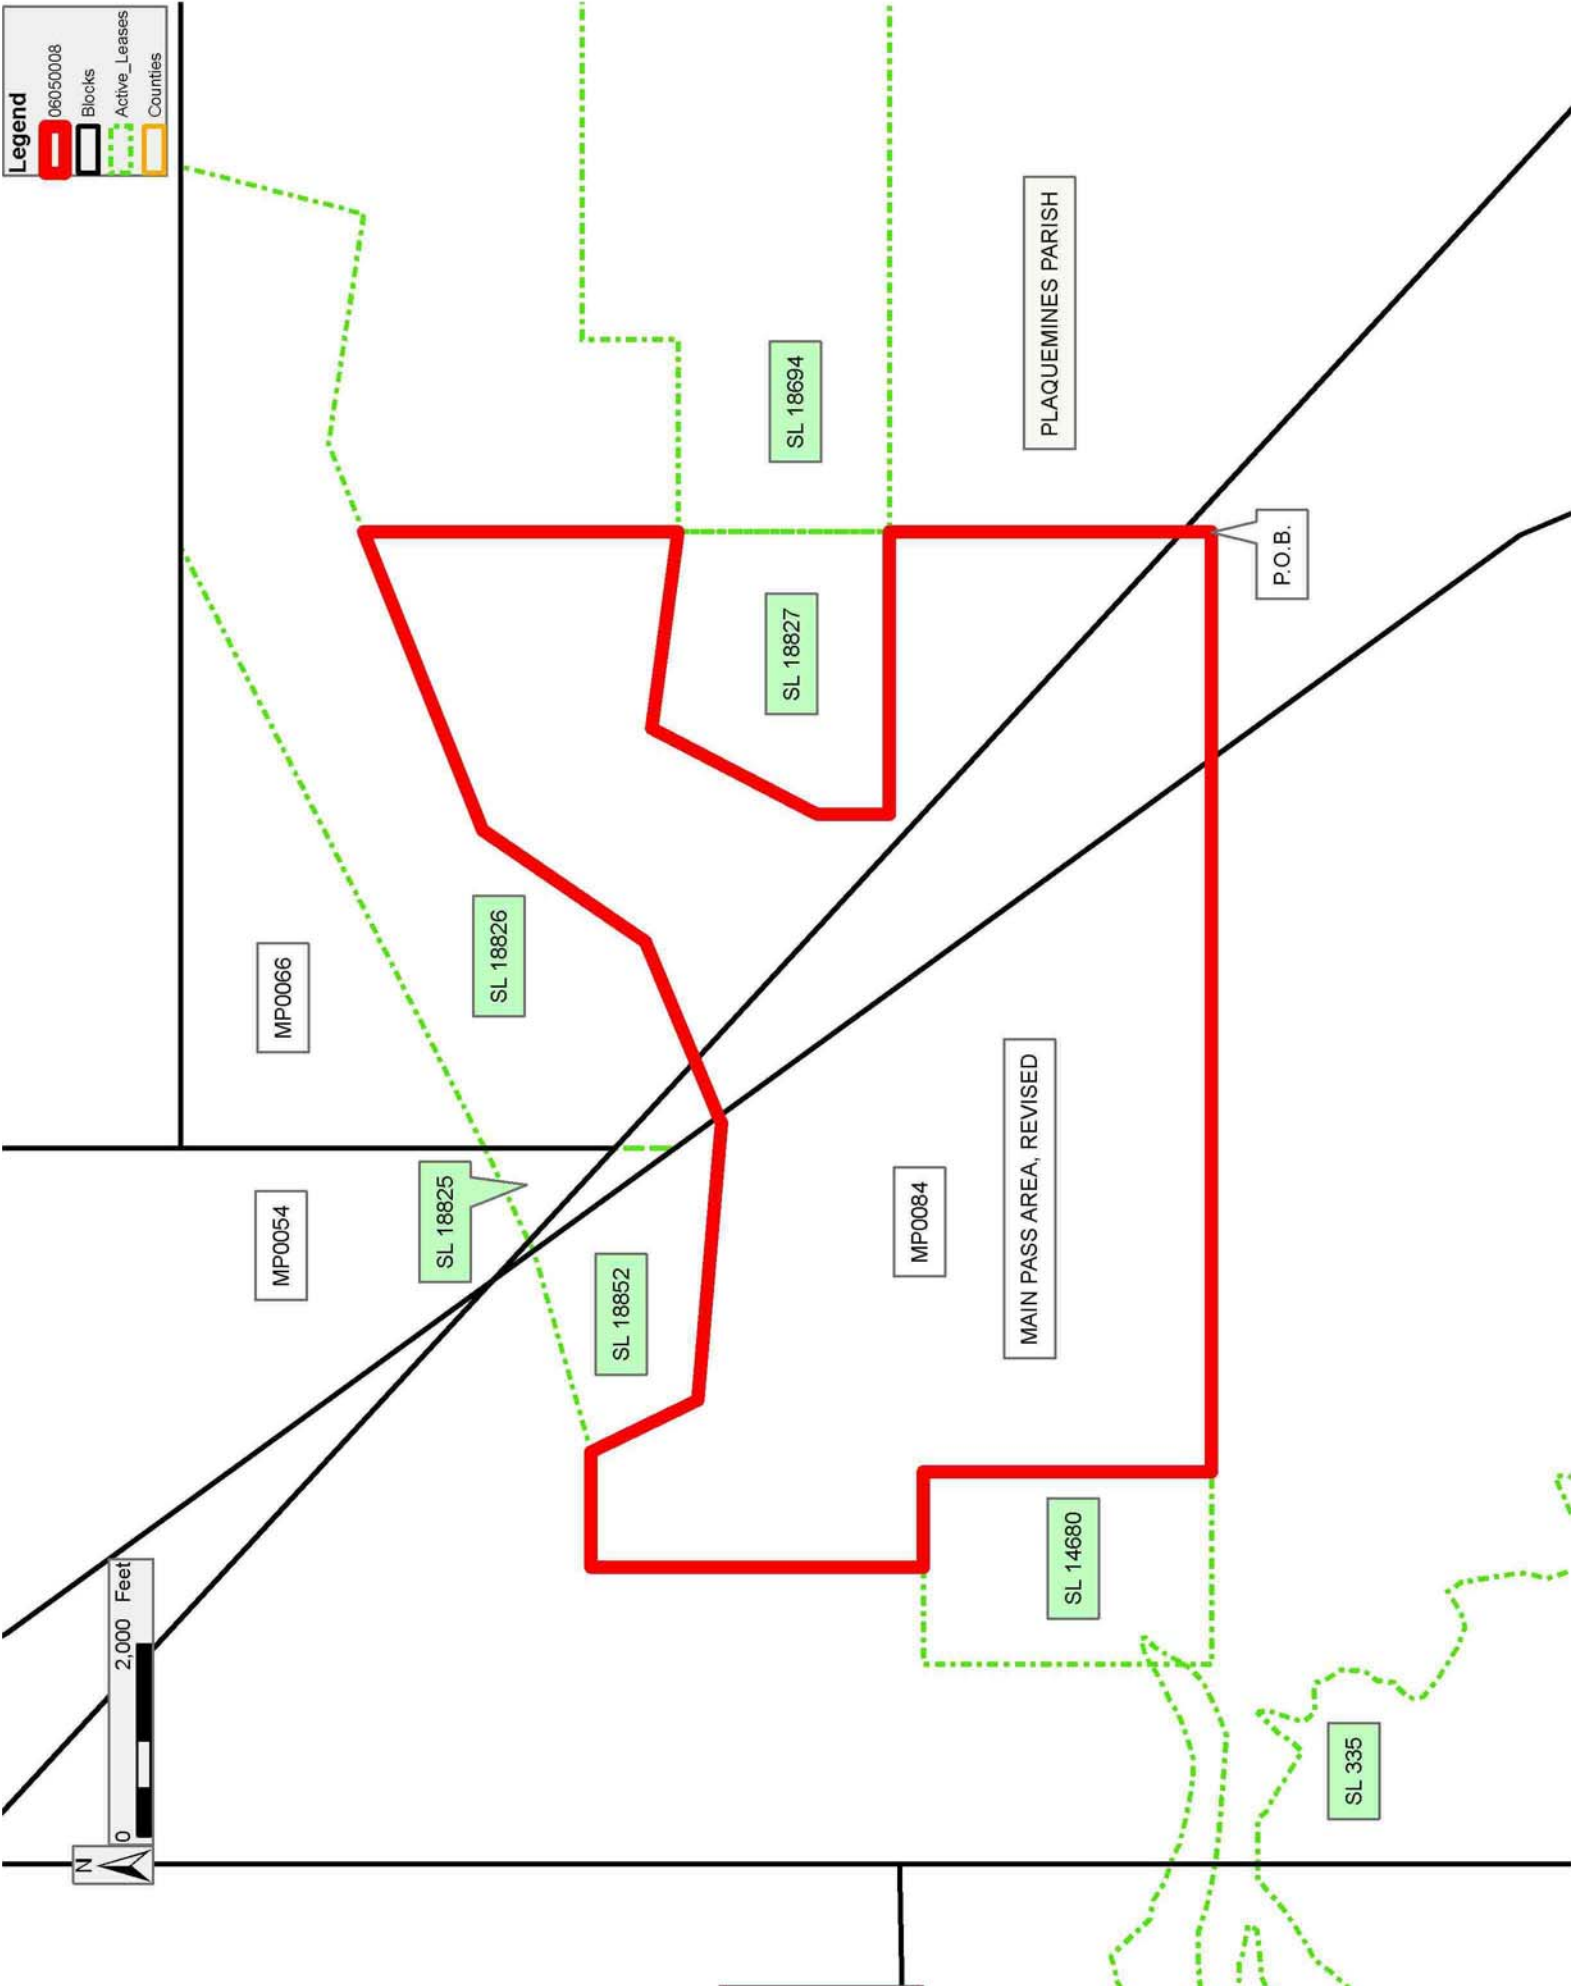 Legend
06050008
Blocks
Active_Leases
Counties
N
0 2,000 Feet
MP0054
MP0066
SL 18825
SL 18826
SL 18852
SL 18827
SL 18694
MP0084
MAIN PASS AREA, REVISED
PLAQUEMINES PARISH
SL 14680
P.O.B.
SL 335